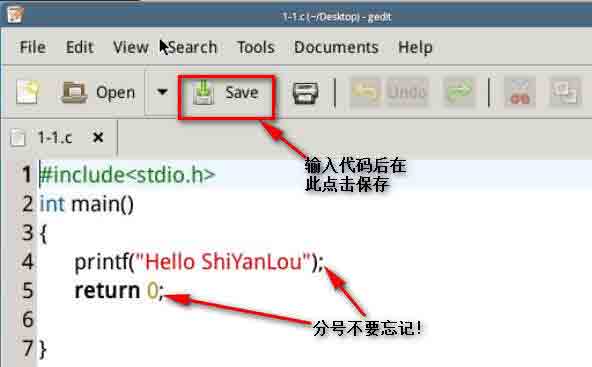 1-1.c (~/Desktop) - gedit
File Edit View Search Tools Documents Help
Open Save Undo
1-1.c ×
输入代码后在
此点击保存
1 #include<stdio.h>
2 int main()
3 {
4 printf("Hello ShiYanLou");
5 return 0;
6
7 }
分号不要忘记!